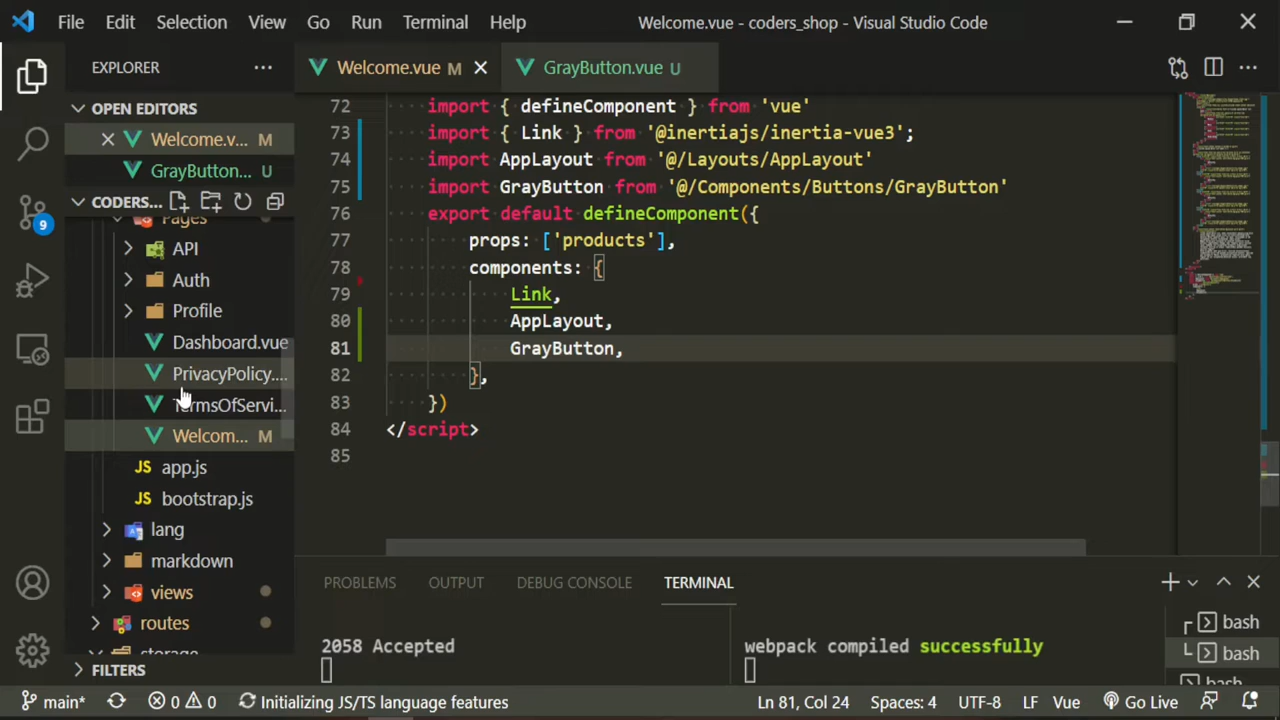 File Edit Selection View Go Run Terminal Help
Welcome.vue - coders_shop - Visual Studio Code
EXPLORER
Welcome.vue M
GrayButton.vue U
OPEN EDITORS
Welcome.v... M
GrayButton... U
CODERS...
Pages
API
Auth
Profile
Dashboard.vue
PrivacyPolicy....
TermsOfServi...
Welcom... M
JS app.js
JS bootstrap.js
lang
markdown
views
routes
storage
FILTERS
9
72 import { defineComponent } from 'vue'
73 import { Link } from '@inertiajs/inertia-vue3';
74 import AppLayout from '@/Layouts/AppLayout'
75 import GrayButton from '@/Components/Buttons/GrayButton'
76 export default defineComponent({
77 props: ['products'],
78 components: {
79 Link,
80 AppLayout,
81 GrayButton,
82 },
83 })
84 </script>
85
PROBLEMS OUTPUT DEBUG CONSOLE TERMINAL
2058 Accepted
webpack compiled successfully
bash
bash
bash
main* 0 0 Initializing JS/TS language features Ln 81, Col 24 Spaces: 4 UTF-8 LF Vue Go Live